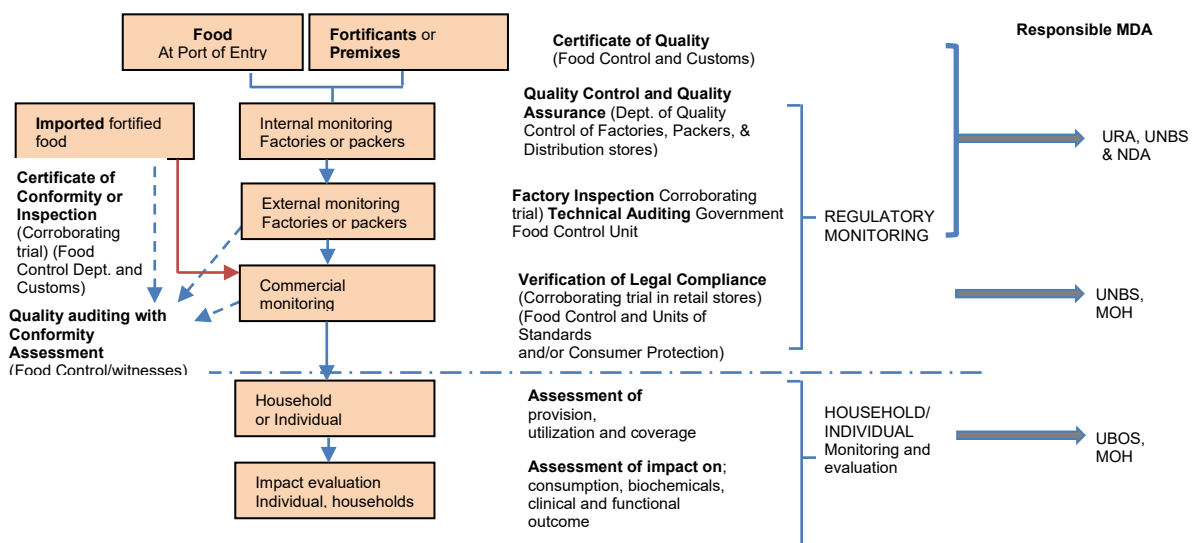 Food
At Port of Entry
Fortificants or
Premixes
Certificate of Quality
(Food Control and Customs)
Responsible MDA
Imported fortified
food
Internal monitoring
Factories or packers
Quality Control and Quality
Assurance (Dept. of Quality
Control of Factories, Packers, &
Distribution stores)
URA, UNBS
& NDA
Certificate of
Conformity or
Inspection
(Corroborating
trial) (Food
Control Dept. and
Customs)
External monitoring
Factories or packers
Factory Inspection Corroborating
trial) Technical Auditing Government
Food Control Unit
REGULATORY
MONITORING
Commercial
monitoring
Verification of Legal Compliance
(Corroborating trial in retail stores)
(Food Control and Units of
Standards
and/or Consumer Protection)
UNBS,
MOH
Quality auditing with
Conformity
Assessment
(Food Control/witnesses)
Household
or Individual
Assessment of
provision,
utilization and coverage
HOUSEHOLD/
INDIVIDUAL
Monitoring and
evaluation
UBOS,
MOH
Impact evaluation
Individual, households
Assessment of impact on;
consumption, biochemicals,
clinical and functional
outcome